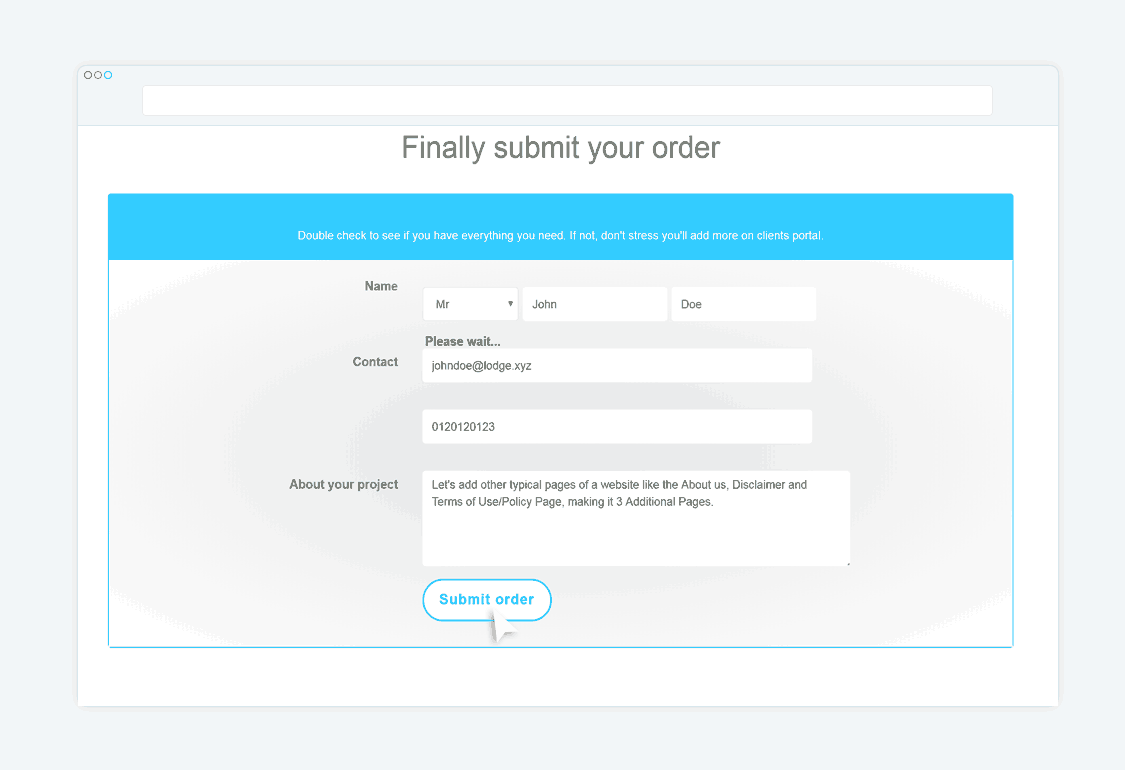 Finally submit your order
Double check to see if you have everything you need. If not, don't stress you'll add more on clients portal.
Name
Mr John Doe
Please wait...
Contact
johndoe@lodge.xyz
0120120123
About your project
Let's add other typical pages of a website like the About us, Disclaimer and
Terms of Use/Policy Page, making it 3 Additional Pages.
Submit order